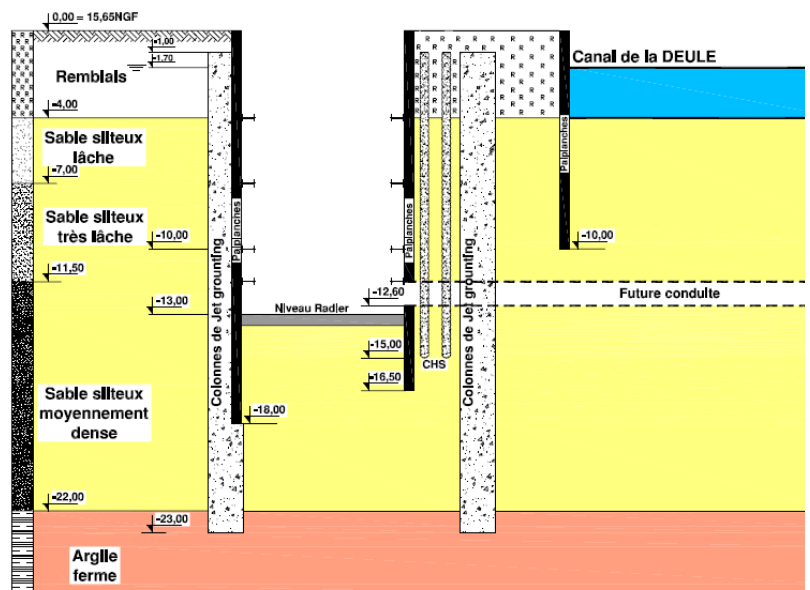 0,00 = 15,65NGF
-1,00
-1,70
Canal de la DEULE
Remblais
-4,00
Sable silteux
lâche
-7,00
Sable silteux
très lâche
-10,00
-11,50
-13,00
Sable silteux
moyennement
dense
-22,00
-23,00
Argile
ferme
Colonnes de Jet grounting
Palplanches
-18,00
Niveau Radier
-12,60
-15,00
-16,50
Palplanches
CHS
Colonnes de Jet grounting
Palplanches
-10,00
Future conduite